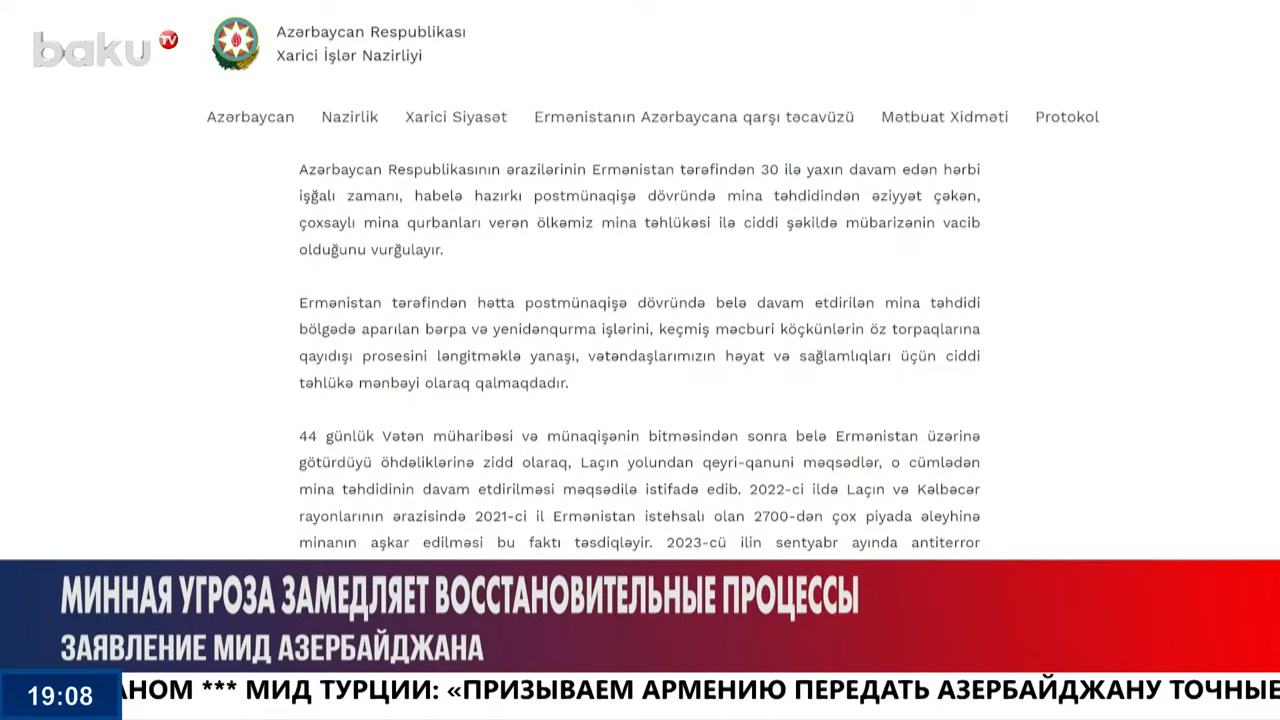 baku TV
Azərbaycan Respublikası
Xarici İşlər Nazirliyi
Azərbaycan Nazirlik Xarici Siyasət Ermənistanın Azərbaycana qarşı təcavüzü Mətbuat Xidməti Protokol
Azərbaycan Respublikasının ərazilərinin Ermənistan tərəfindən 30 ilə yaxın davam edən hərbi
işğalı zamanı, habelə hazırkı postmünaqişə dövründə mina təhdidindən əziyyət çəkən,
çoxsaylı mina qurbanları verən ölkəmiz mina təhlükəsi ilə ciddi şəkildə mübarizənin vacib
olduğunu vurğulayır.
Ermənistan tərəfindən hətta postmünaqişə dövründə belə davam etdirilən mina təhdidi
bölgədə aparılan bərpa və yenidənqurma işlərini, keçmiş məcburi köçkünlərin öz torpaqlarına
qayıdışı prosesini ləngitməklə yanaşı, vətəndaşlarımızın həyat və sağlamlıqları üçün ciddi
təhlükə mənbəyi olaraq qalmaqdadır.
44 günlük Vətən müharibəsi və münaqişənin bitməsindən sonra belə Ermənistan üzərinə
götürdüyü öhdəliklərinə zidd olaraq, Laçın yolundan qeyri-qanuni məqsədlər, o cümlədən
mina təhdidinin davam etdirilməsi məqsədilə istifadə edib. 2022-ci ildə Laçın və Kəlbəcər
rayonlarının ərazisində 2021-ci il Ermənistan istehsalı olan 2700-dən çox piyada əleyhinə
minanın aşkar edilməsi bu faktı təsdiqləyir. 2023-cü ilin sentyabr ayında antiterror
МИННАЯ УГРОЗА ЗАМЕДЛЯЕТ ВОССТАНОВИТЕЛЬНЫЕ ПРОЦЕССЫ
ЗАЯВЛЕНИЕ МИД АЗЕРБАЙДЖАНА
19:08 АНОМ *** МИД ТУРЦИИ: «ПРИЗЫВАЕМ АРМЕНИЮ ПЕРЕДАТЬ АЗЕРБАЙДЖАНУ ТОЧНЫЕ